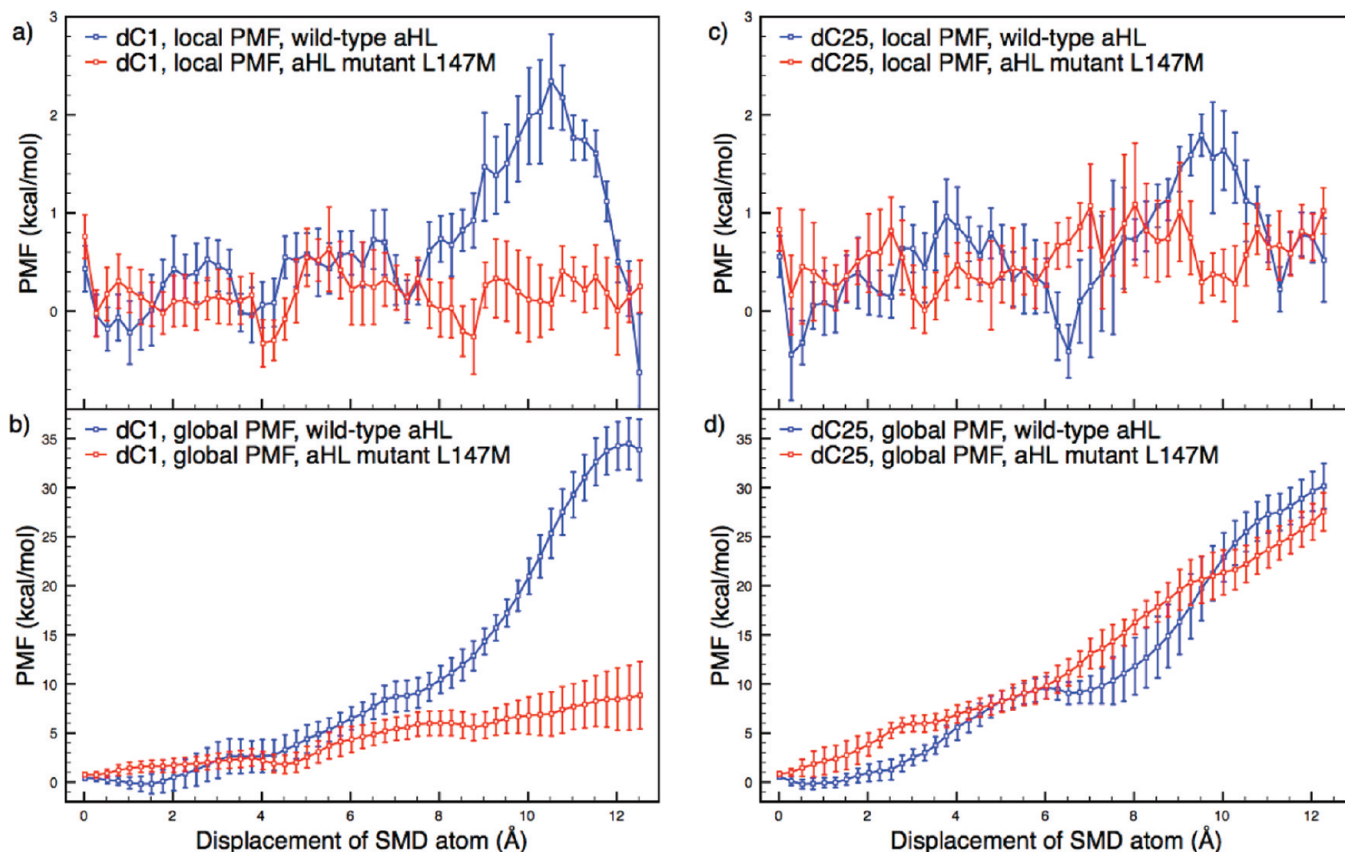 a)
dC1, local PMF, wild-type aHL
dC1, local PMF, aHL mutant L147M
PMF (kcal/mol)
3
2
1
0
b)
dC1, global PMF, wild-type aHL
dC1, global PMF, aHL mutant L147M
PMF (kcal/mol)
35
30
25
20
15
10
5
0
0 2 4 6 8 10 12
Displacement of SMD atom (Å)
c)
dC25, local PMF, wild-type aHL
dC25, local PMF, aHL mutant L147M
PMF (kcal/mol)
3
2
1
0
d)
dC25, global PMF, wild-type aHL
dC25, global PMF, aHL mutant L147M
PMF (kcal/mol)
35
30
25
20
15
10
5
0
0 2 4 6 8 10 12
Displacement of SMD atom (Å)